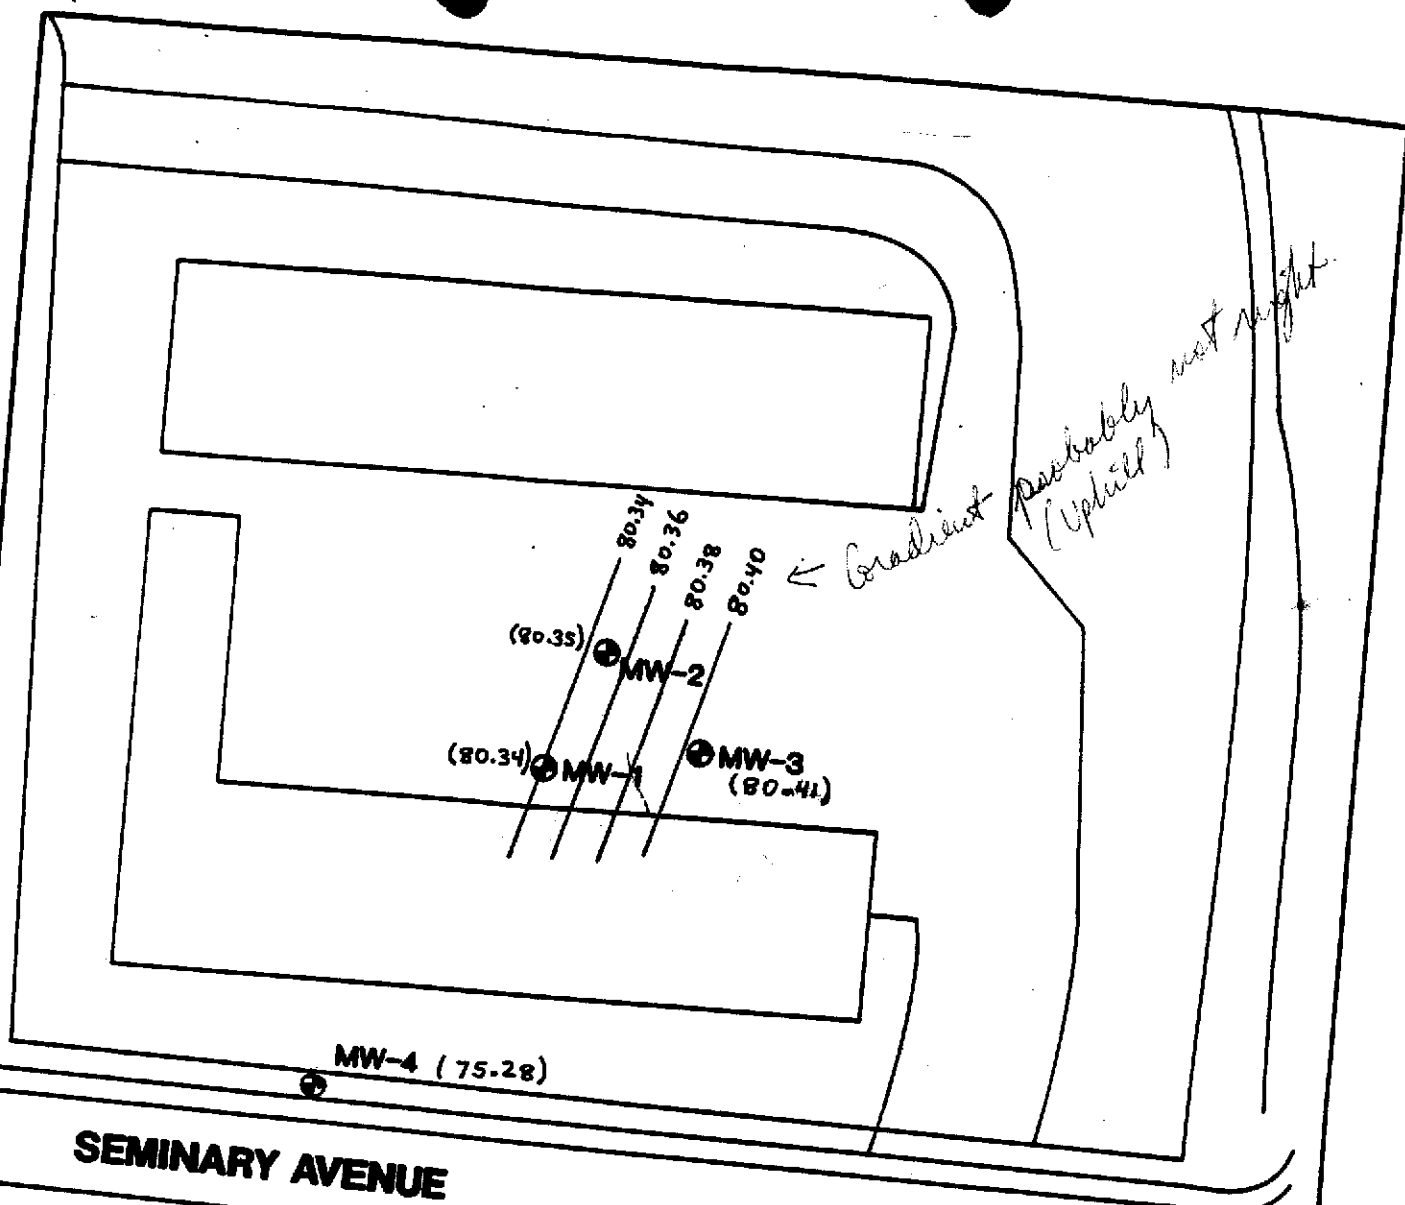 80.34
80.36
80.38
80.40
← Gradient probably not right.
(Uphill)
(80.35)
MW-2
(80.34)
MW-1
MW-3
(80.41)
MW-4 (75.28)
SEMINARY AVENUE